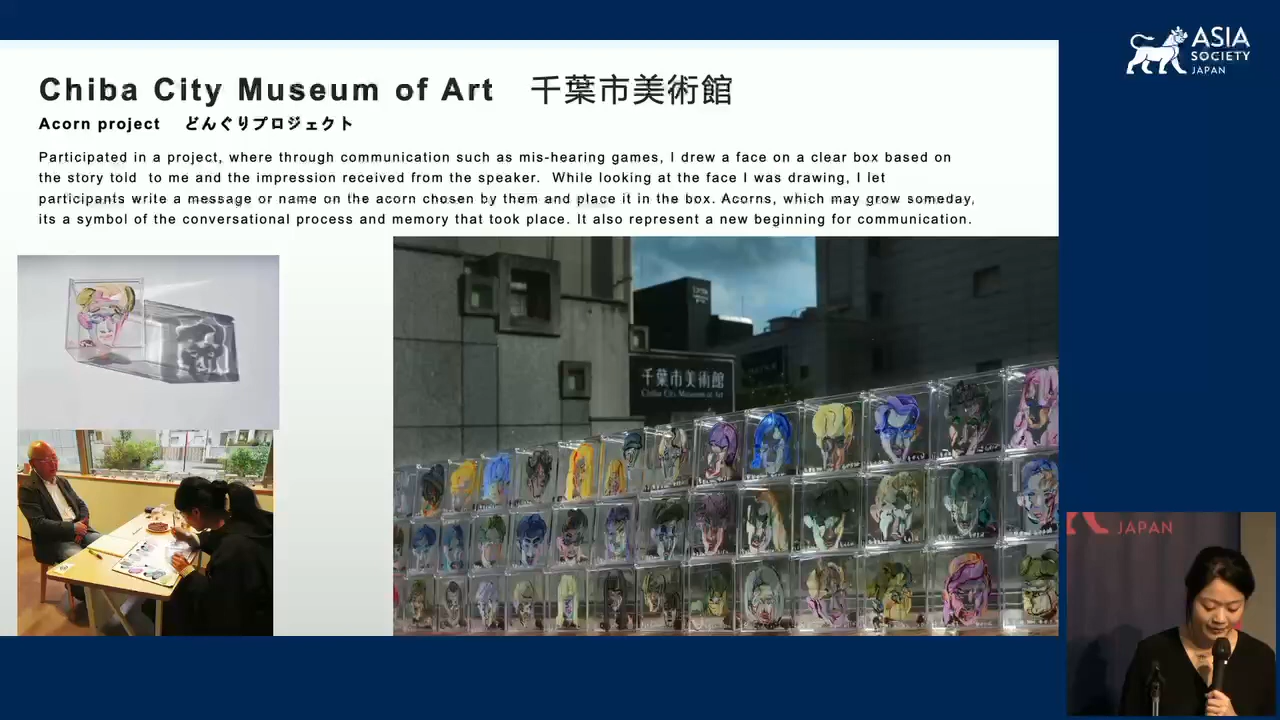 ASIA
SOCIETY
JAPAN
Chiba City Museum of Art 千葉市美術館
Acorn project どんぐりプロジェクト
Participated in a project, where through communication such as mis-hearing games, I drew a face on a clear box based on
the story told to me and the impression received from the speaker. While looking at the face I was drawing, I let
participants write a message or name on the acorn chosen by them and place it in the box. Acorns, which may grow someday,
its a symbol of the conversational process and memory that took place. It also represent a new beginning for communication.
千葉市美術館
Chiba City Museum of Art
JAPAN